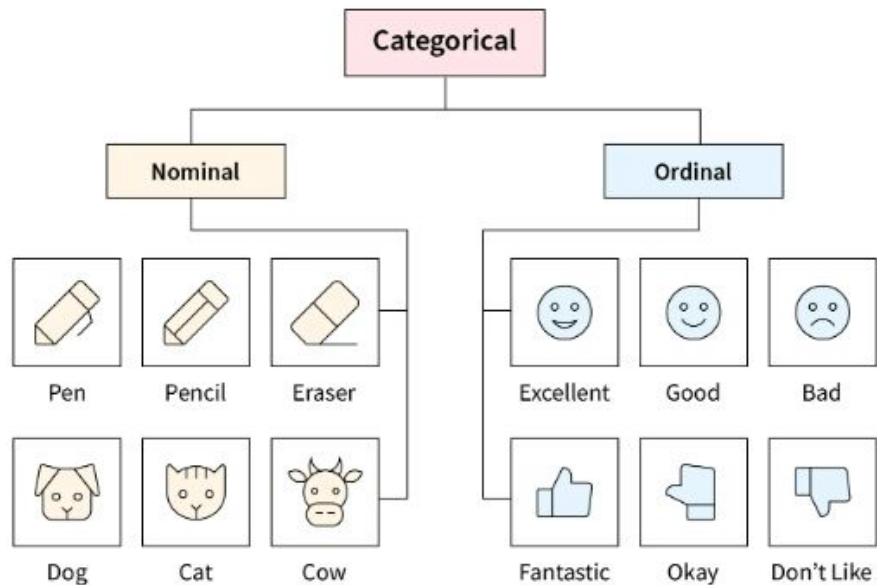 Categorical
Nominal
Ordinal
Pen Pencil Eraser
Excellent Good Bad
Dog Cat Cow
Fantastic Okay Don't Like